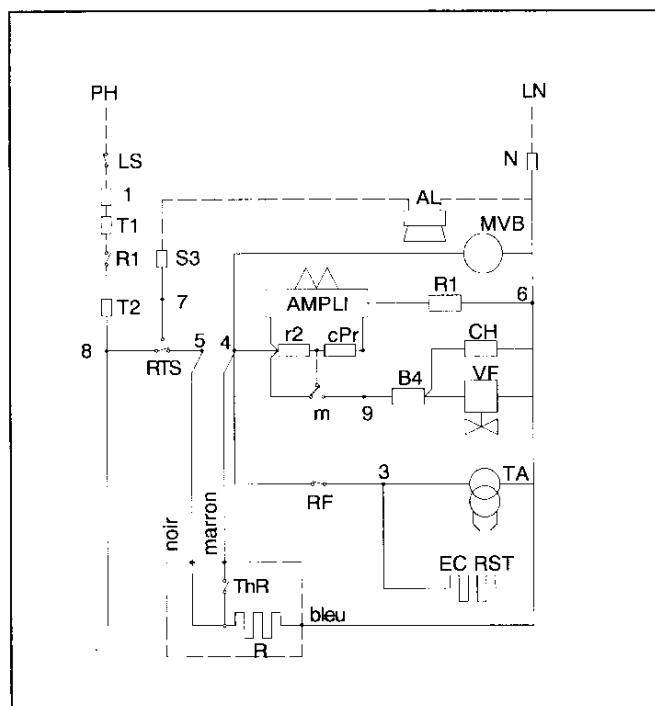 PH
LN
LS
N
1
AL
T1
MVB
R1
S3
R1
6
AMPLI
T2
7
r2
cPr
CH
8
5
4
RTS
B4
VF
m
9
3
TA
RF
noir
marron
EC RST
ThR
bleu
R